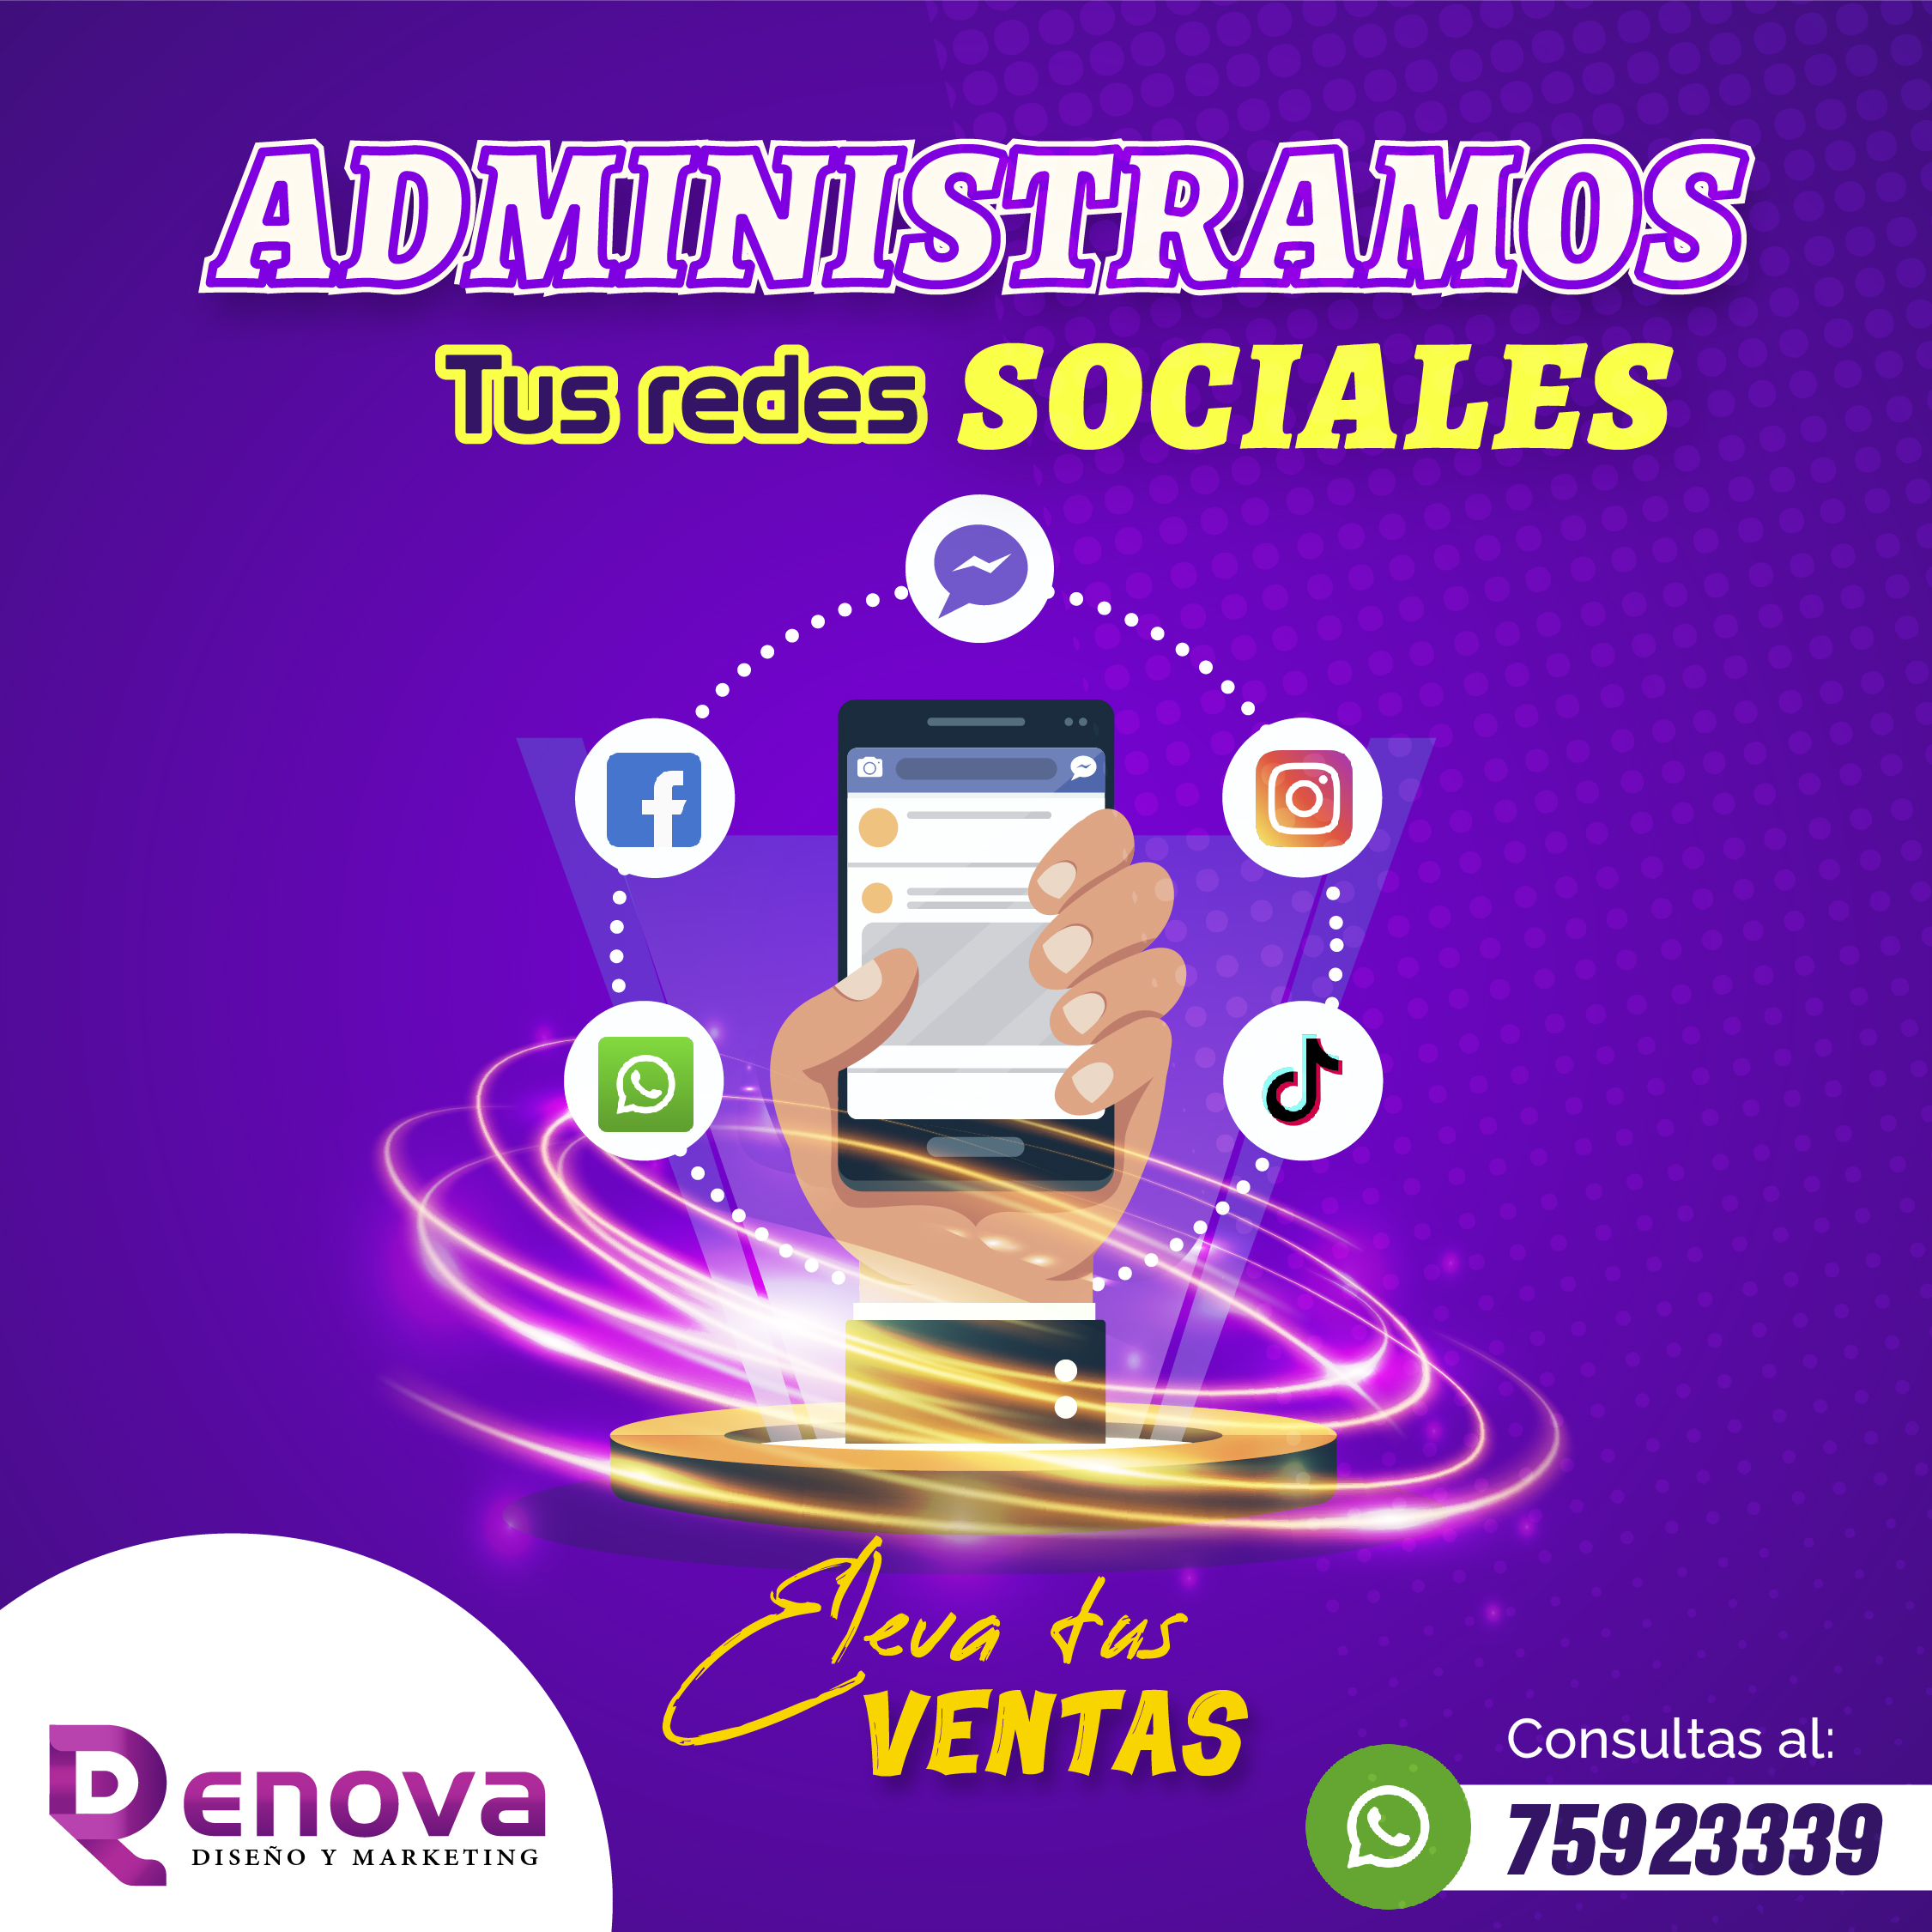 ADMINISTRAMOS
Tus redes SOCIALES
Eleva tus
VENTAS
Renova
DISEÑO Y MARKETING
Consultas al:
75923339